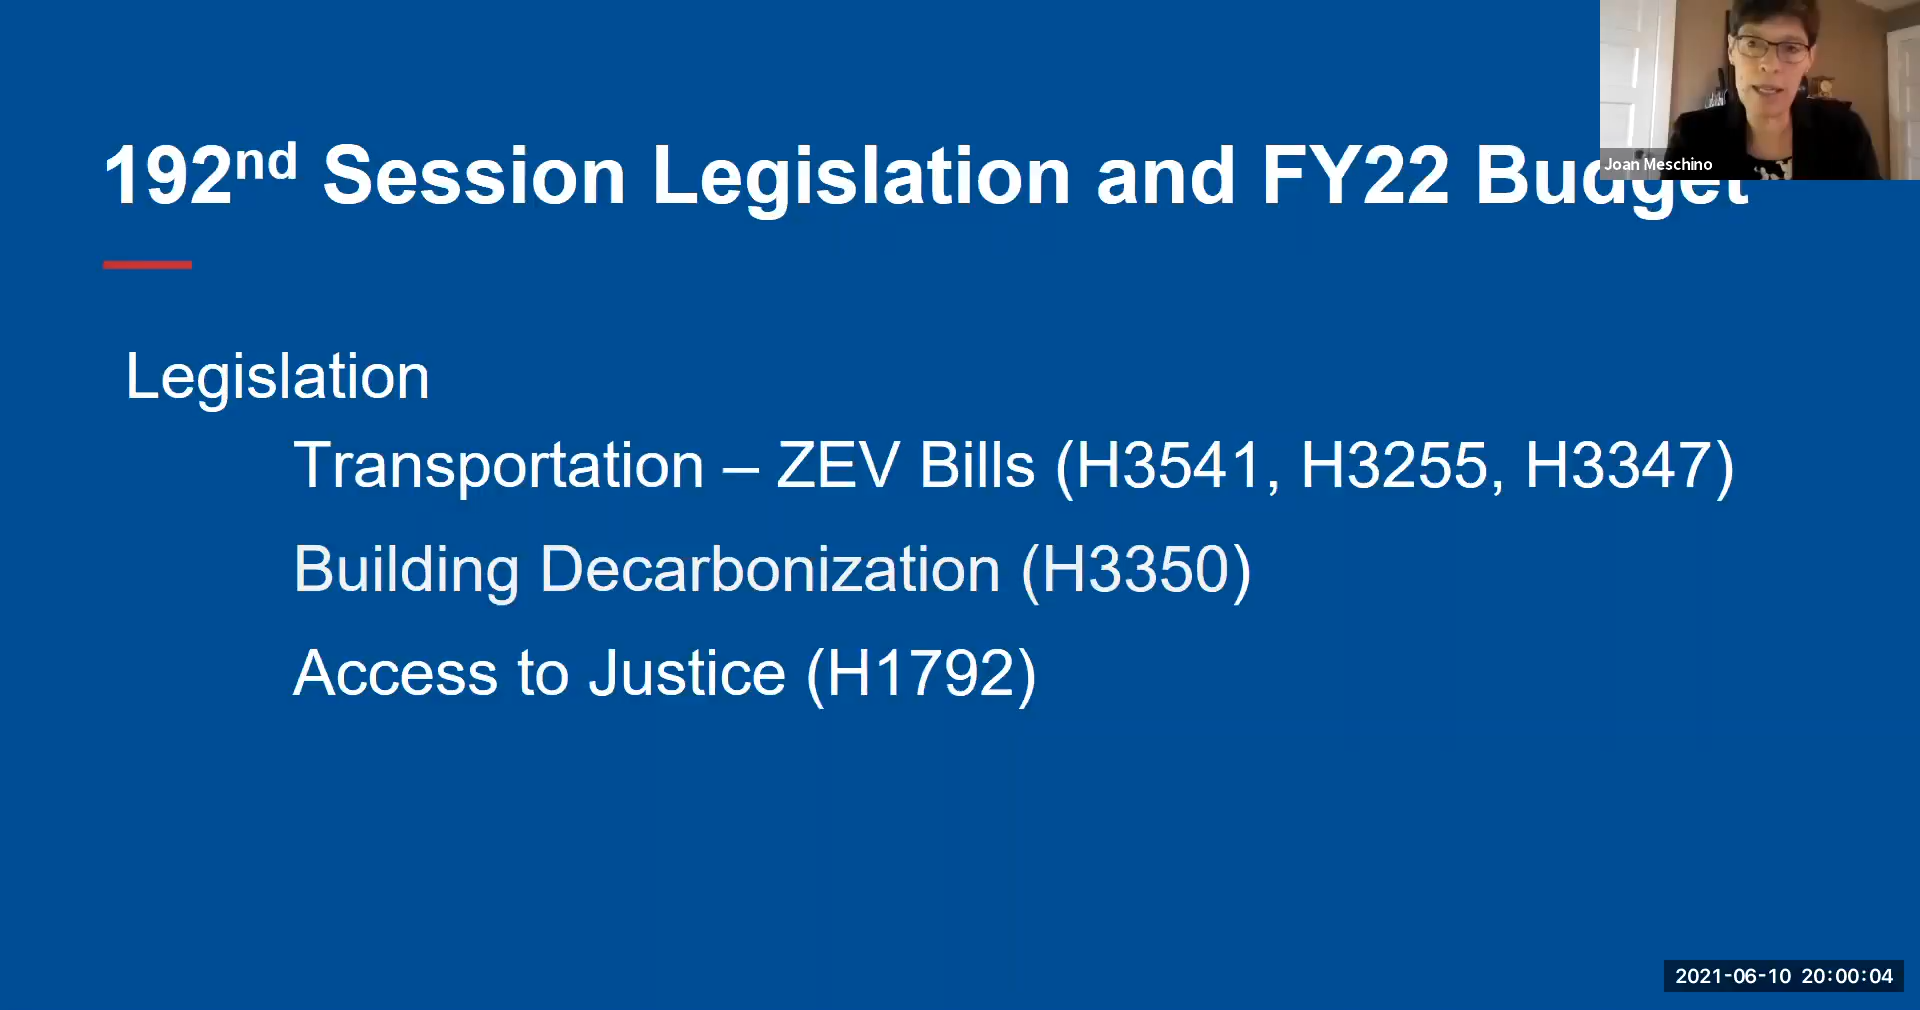 192nd Session Legislation and FY22 Budget
Joan Meschino
Legislation
Transportation – ZEV Bills (H3541, H3255, H3347)
Building Decarbonization (H3350)
Access to Justice (H1792)
2021-06-10 20:00:04